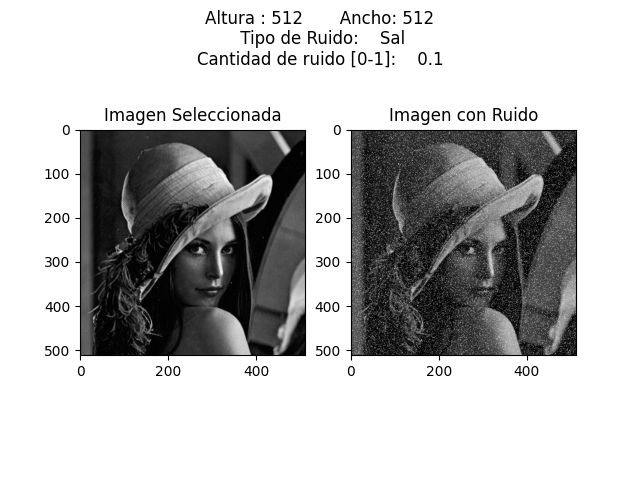 Altura : 512 Ancho: 512
Tipo de Ruido: Sal
Cantidad de ruido [0-1]: 0.1
Imagen Seleccionada
0
100
200
300
400
500
0 200 400
Imagen con Ruido
0
100
200
300
400
500
0 200 400